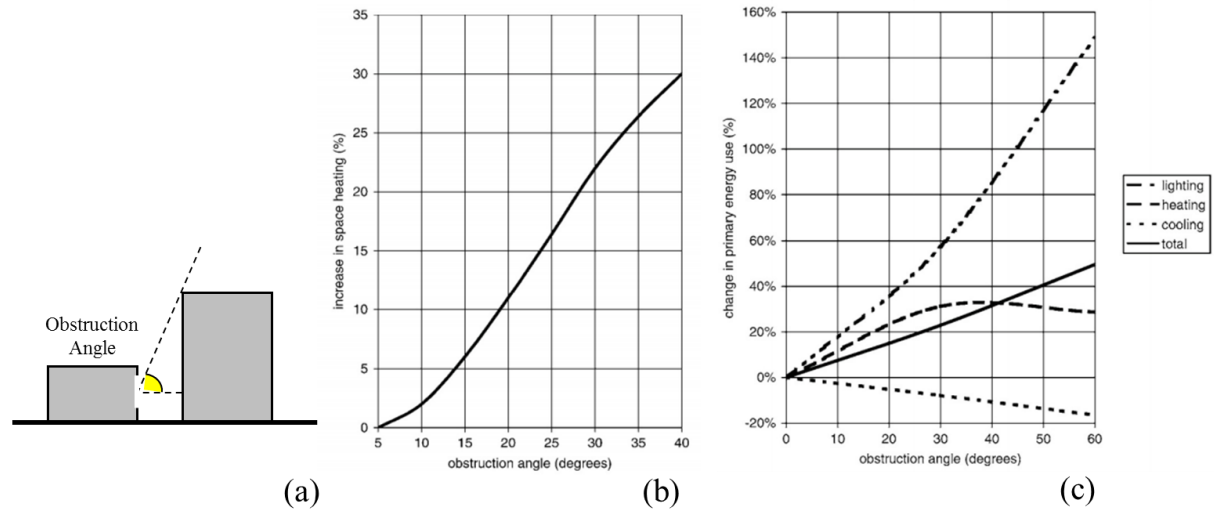 Obstruction
Angle
(a)
increase in space heating (%)
35
30
25
20
15
10
5
0
5 10 15 20 25 30 35 40
obstruction angle (degrees)
(b)
change in primary energy use (%)
160%
140%
120%
100%
80%
60%
40%
20%
0%
-20%
0 10 20 30 40 50 60
obstruction angle (degrees)
(c)
lighting
heating
cooling
total